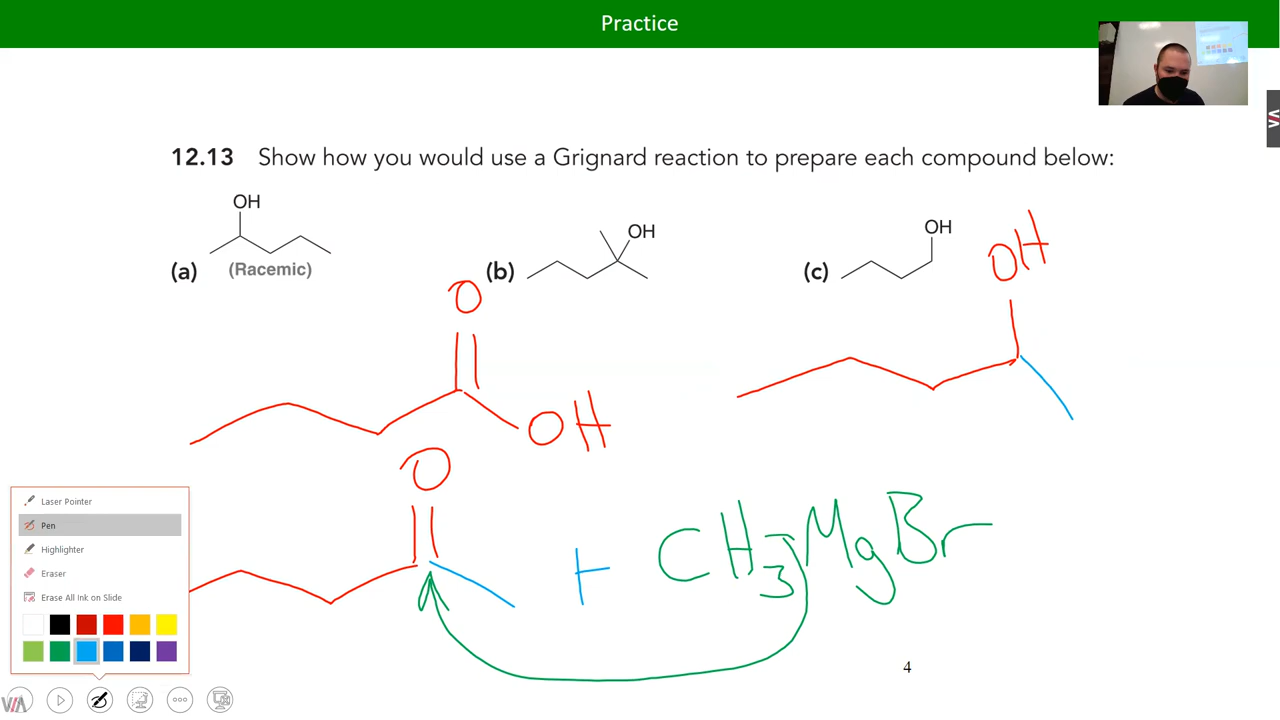 Practice
12.13 Show how you would use a Grignard reaction to prepare each compound below:
OH
(a)
(Racemic)
OH
(b)
OH
(c)
OH
O
OH
O
+ CH3MgBr
Laser Pointer
Pen
Highlighter
Eraser
Erase All Ink on Slide
4